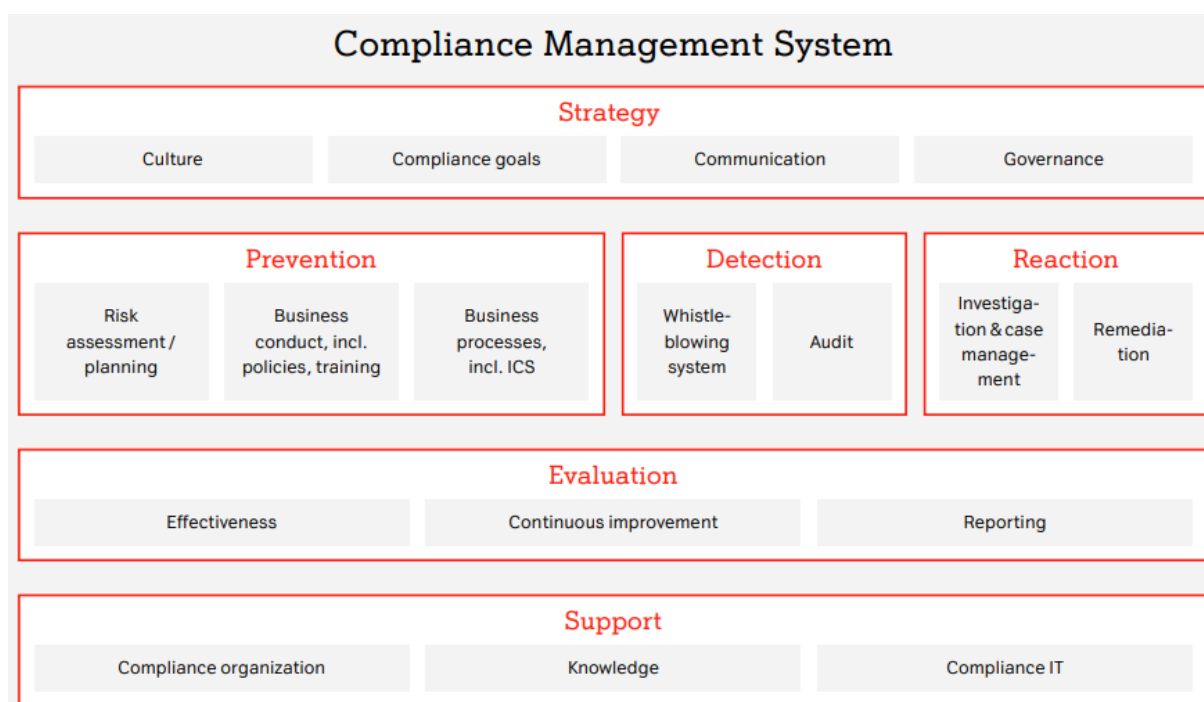 Compliance Management System
Strategy
Culture
Compliance goals
Communication
Governance
Prevention
Risk
assessment /
planning
Business
conduct, incl.
policies, training
Business
processes,
incl. ICS
Detection
Whistle-
blowing
system
Audit
Reaction
Investiga-
tion & case
manage-
ment
Remedia-
tion
Evaluation
Effectiveness
Continuous improvement
Reporting
Support
Compliance organization
Knowledge
Compliance IT